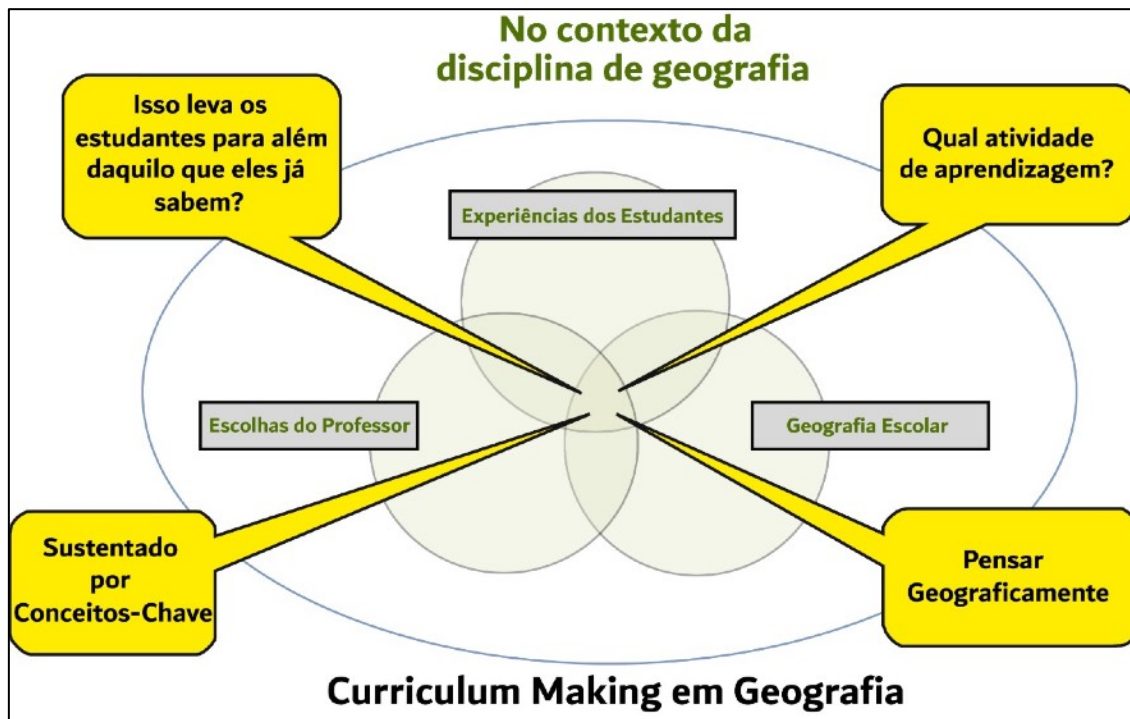 No contexto da
disciplina de geografia
Isso leva os
estudantes para além
daquilo que eles já
sabem?
Qual atividade
de aprendizagem?
Experiências dos Estudantes
Escolhas do Professor
Geografia Escolar
Sustentado
por
Conceitos-Chave
Pensar
Geograficamente
Curriculum Making em Geografia